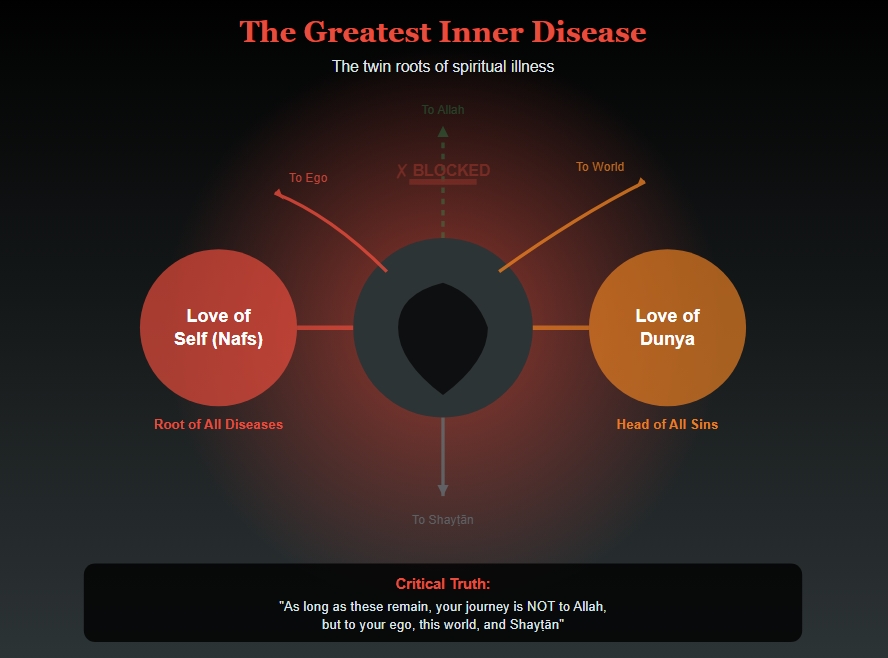 The Greatest Inner Disease
The twin roots of spiritual illness
To Allah
✗ BLOCKED
To Ego
To World
Love of
Self (Nafs)
Love of
Dunya
Root of All Diseases
Head of All Sins
To Shayṭān
Critical Truth:
"As long as these remain, your journey is NOT to Allah,
but to your ego, this world, and Shayṭān"